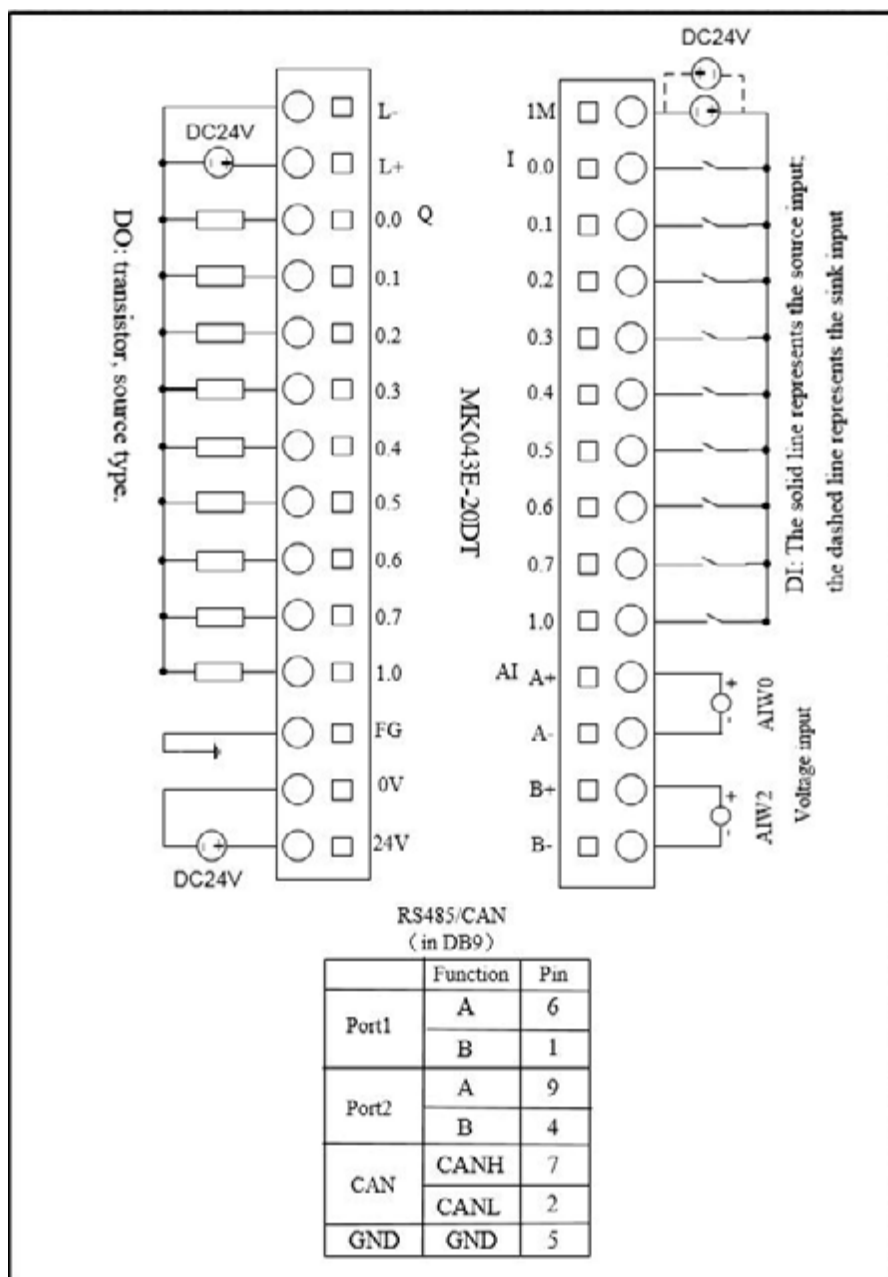 DC24V
L-
DC24V
L+
0.0 Q
0.1
0.2
0.3
0.4
0.5
0.6
0.7
1.0
FG
0V
24V
DC24V
DO: transistor, source type.
MK043E-20DT
1M
I 0.0
0.1
0.2
0.3
0.4
0.5
0.6
0.7
1.0
AI A+
A-
B+
B-
+
-
AIW0
+
-
AIW2
Voltage input
DI: The solid line represents the source input;
the dashed line represents the sink input
RS485/CAN
(in DB9)
Function Pin
Port1 A 6
B 1
Port2 A 9
B 4
CAN CANH 7
CANL 2
GND GND 5